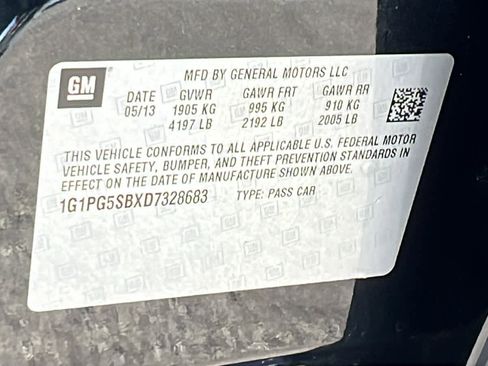 GM
MFD BY GENERAL MOTORS LLC
DATE GVWR GAWR FRT GAWR RR
05/13 1905 KG 995 KG 910 KG
4197 LB 2192 LB 2005 LB
THIS VEHICLE CONFORMS TO ALL APPLICABLE U.S. FEDERAL MOTOR
VEHICLE SAFETY, BUMPER, AND THEFT PREVENTION STANDARDS IN
EFFECT ON THE DATE OF MANUFACTURE SHOWN ABOVE.
1G1PG5SBXD7328683 TYPE: PASS CAR